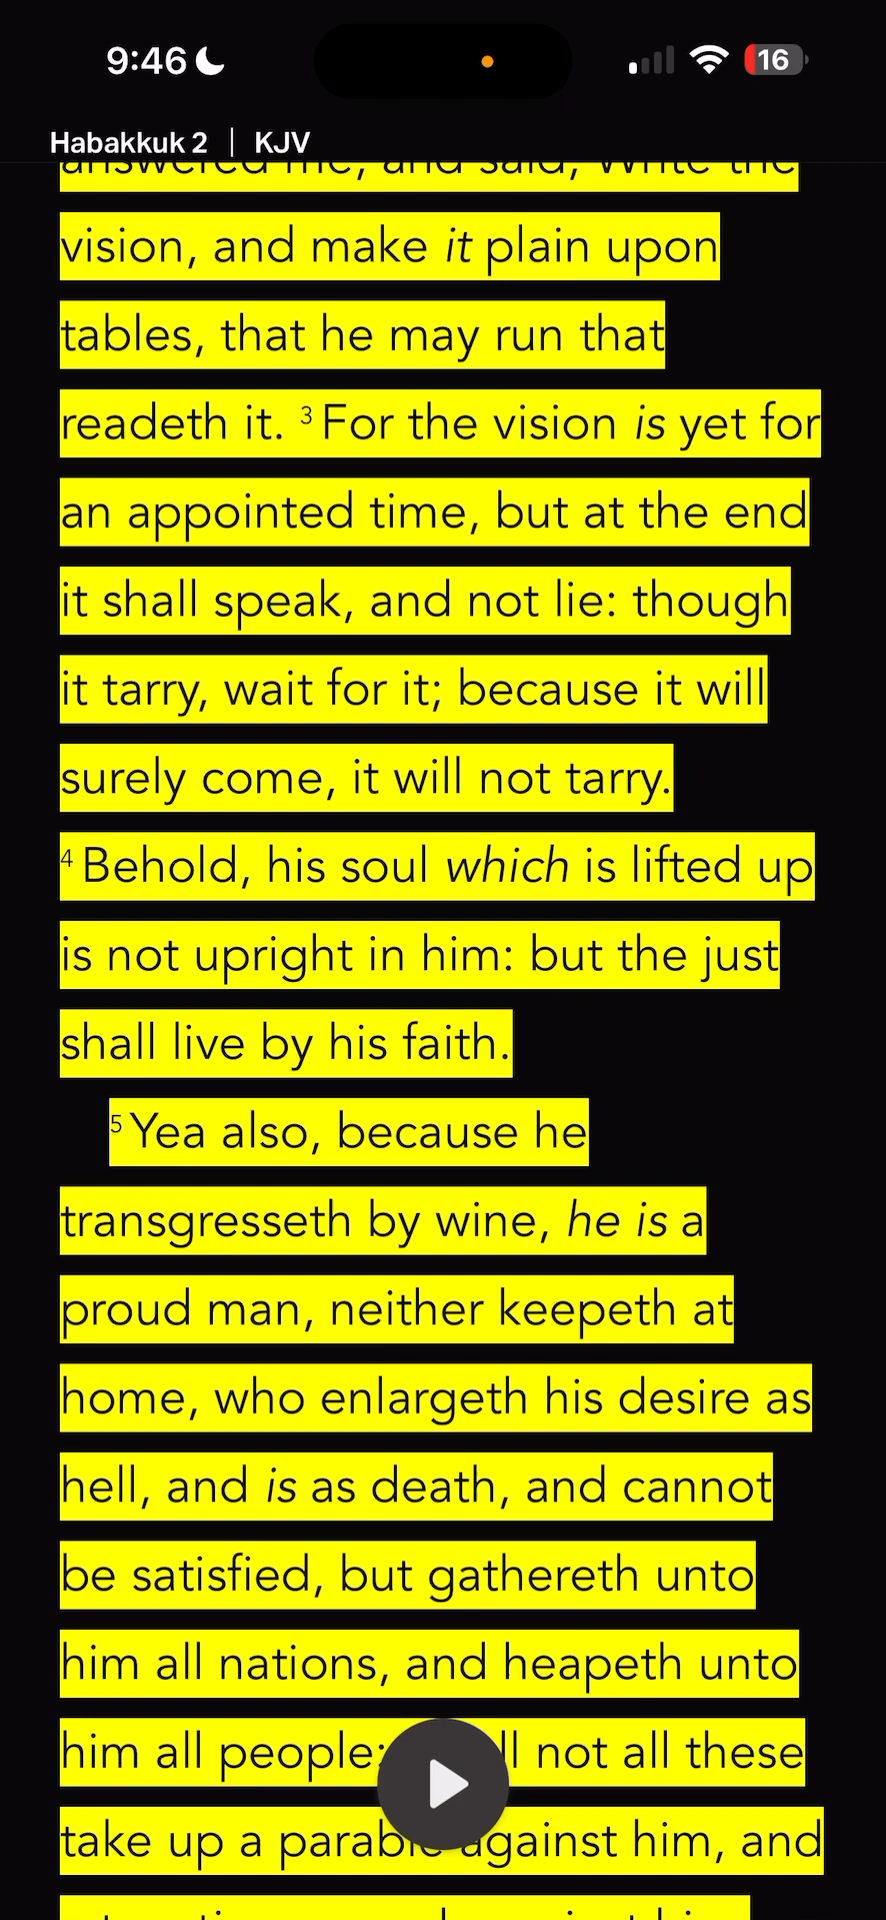 9:46
16
Habakkuk 2 | KJV
answered me, and said, Write the
vision, and make it plain upon
tables, that he may run that
readeth it. 3 For the vision is yet for
an appointed time, but at the end
it shall speak, and not lie: though
it tarry, wait for it; because it will
surely come, it will not tarry.
4 Behold, his soul which is lifted up
is not upright in him: but the just
shall live by his faith.
5 Yea also, because he
transgresseth by wine, he is a
proud man, neither keepeth at
home, who enlargeth his desire as
hell, and is as death, and cannot
be satisfied, but gathereth unto
him all nations, and heapeth unto
him all people: not all these
take up a parable against him, and